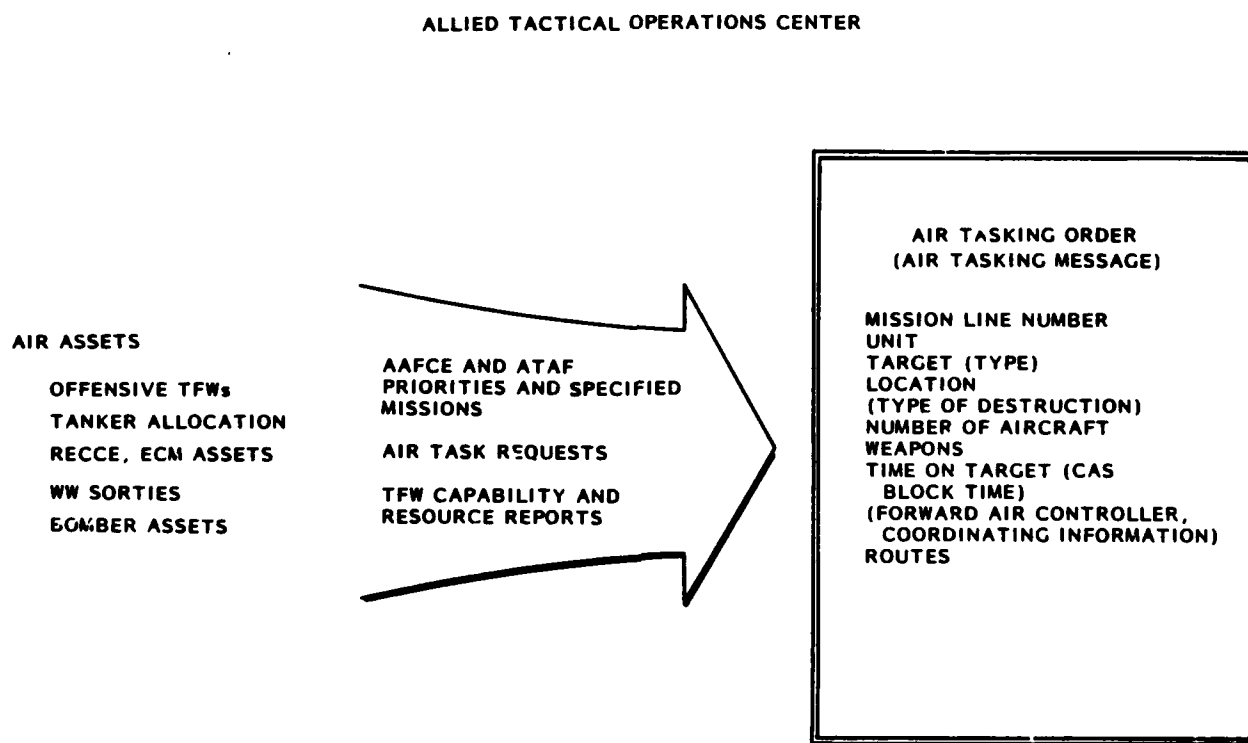 ALLIED TACTICAL OPERATIONS CENTER
AIR ASSETS
OFFENSIVE TFWs
TANKER ALLOCATION
RECCE, ECM ASSETS
WW SORTIES
BOMBER ASSETS
AAFCE AND ATAF
PRIORITIES AND SPECIFIED
MISSIONS
AIR TASK REQUESTS
TFW CAPABILITY AND
RESOURCE REPORTS
AIR TASKING ORDER
(AIR TASKING MESSAGE)
MISSION LINE NUMBER
UNIT
TARGET (TYPE)
LOCATION
(TYPE OF DESTRUCTION)
NUMBER OF AIRCRAFT
WEAPONS
TIME ON TARGET (CAS
BLOCK TIME)
(FORWARD AIR CONTROLLER,
COORDINATING INFORMATION)
ROUTES